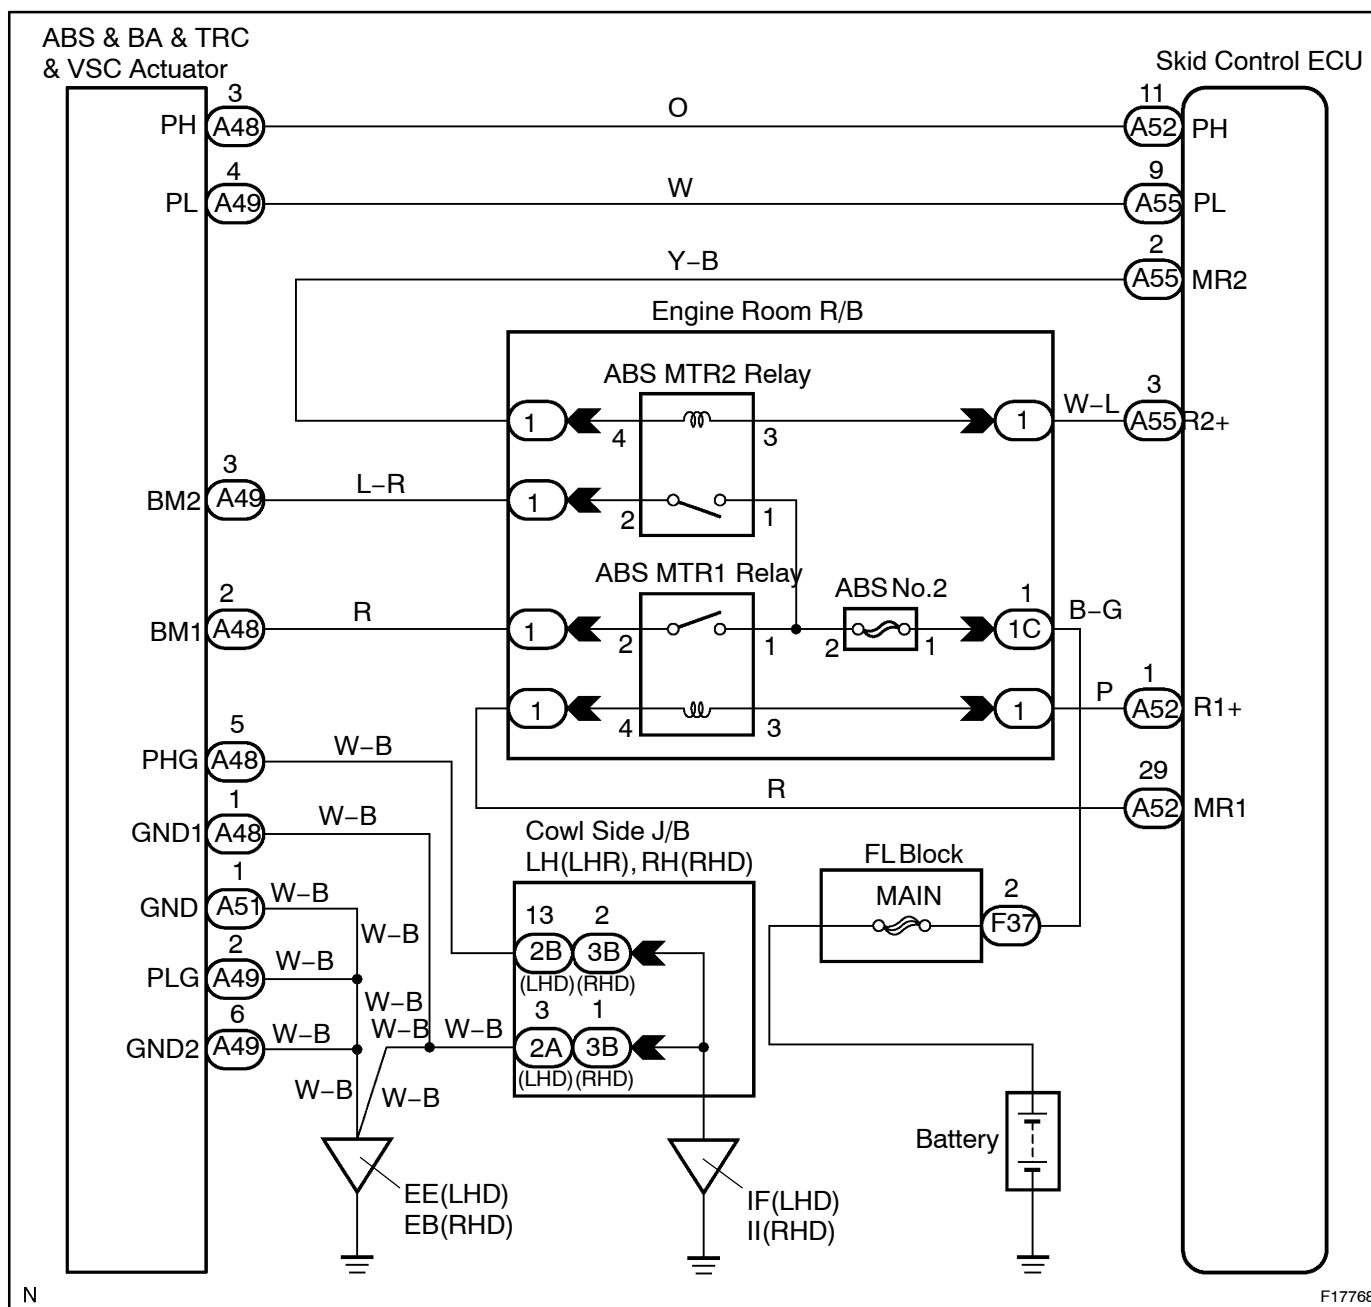 ABS & BA & TRC
& VSC Actuator
Skid Control ECU
3
O
11
PH
A48
A52
PH
4
W
9
PL
A49
A55
PL
Y–B
2
A55
MR2
Engine Room R/B
ABS MTR2 Relay
W–L
3
1
4
3
1
A55
R2+
3
L–R
BM2
A49
1
2
1
ABS MTR1 Relay
ABS No.2
1
B–G
2
R
BM1
A48
1
2
1
2
1
1C
P
1
1
4
3
1
A52
R1+
5
W–B
PHG
A48
29
R
A52
MR1
1
W–B
GND1
A48
Cowl Side J/B
LH(LHR), RH(RHD)
FL Block
MAIN
2
F37
1
W–B
GND
A51
W–B
13
2
2B
3B
(LHD)
(RHD)
2
W–B
PLG
A49
W–B
6
W–B
W–B
W–B
GND2
A49
3
1
2A
3B
(LHD)
(RHD)
W–B
W–B
Battery
EE(LHD)
EB(RHD)
IF(LHD)
II(RHD)
N
F17768